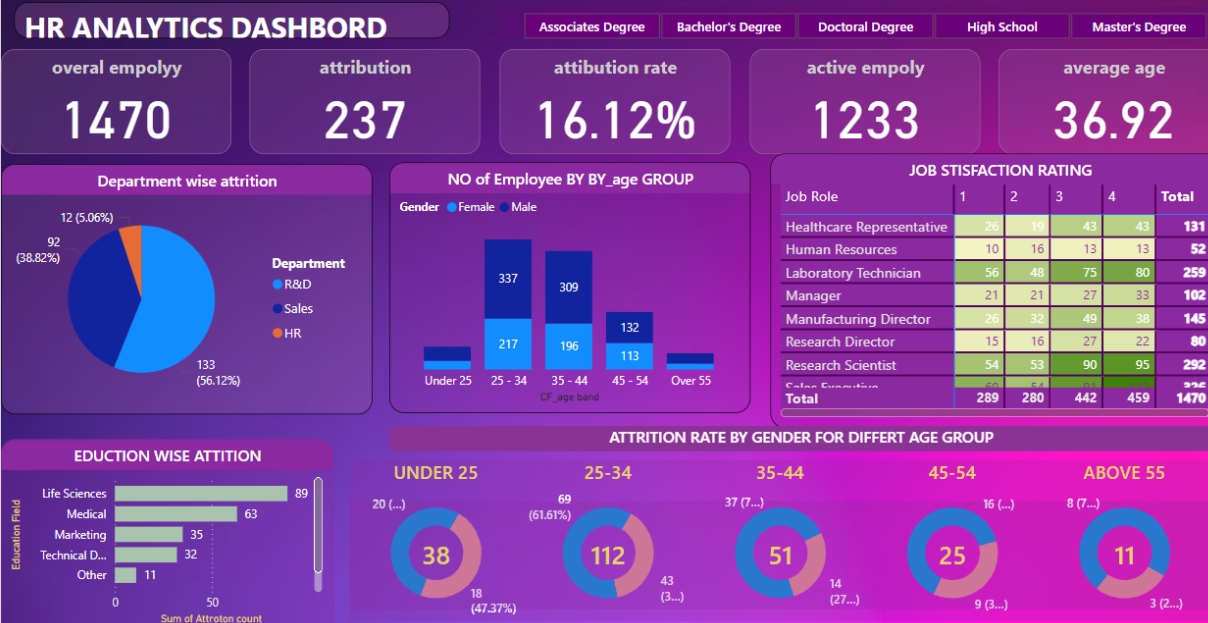 HR ANALYTICS DASHBORD
Associates Degree
Bachelor's Degree
Doctoral Degree
High School
Master's Degree
overal empolyy
1470
attribution
237
attibution rate
16.12%
active empoly
1233
average age
36.92
Department wise attrition
12 (5.06%)
92
(38.82%)
133
(56.12%)
Department
R&D
Sales
HR
NO of Employee BY BY_age GROUP
Gender Female Male
337 309 132
217 196 113
Under 25 25 - 34 35 - 44 45 - 54 Over 55
CF_age band
JOB STISFACTION RATING
Job Role 1 2 3 4 Total
Healthcare Representative 26 19 43 43 131
Human Resources 10 16 13 13 52
Laboratory Technician 56 48 75 80 259
Manager 21 21 27 33 102
Manufacturing Director 26 32 49 38 145
Research Director 15 16 27 22 80
Research Scientist 54 53 90 95 292
Sales Executive 69 54 91 326
Total 289 280 442 459 1470
EDUCTION WISE ATTITION
Education Field
Life Sciences 89
Medical 63
Marketing 35
Technical D... 32
Other 11
0 50
Sum of Attroton count
ATTRITION RATE BY GENDER FOR DIFFERT AGE GROUP
UNDER 25
20 (...)
38
18
(47.37%)
25-34
69
(61.61%)
112
43
(3...)
35-44
37 (7...)
51
14
(27...)
45-54
16 (...)
25
9 (3...)
ABOVE 55
8 (7...)
11
3 (2...)